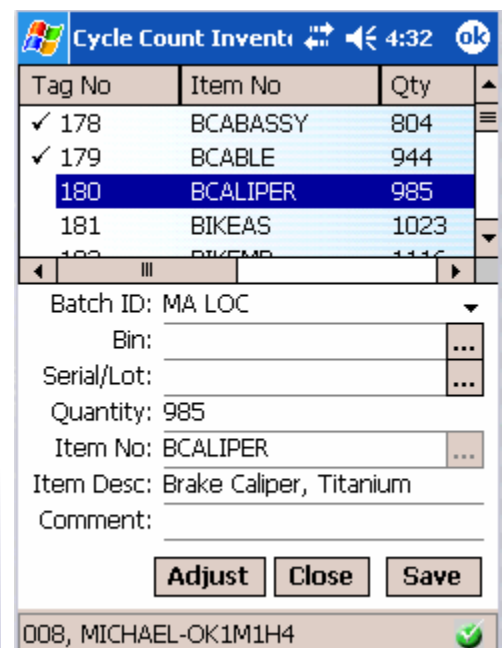 Cycle Count Invent 4:32 ok
Tag No Item No Qty
✓ 178 BCABASSY 804
✓ 179 BCABLE 944
180 BCALIPER 985
181 BIKEAS 1023
Batch ID: MA LOC
Bin: ...
Serial/Lot: ...
Quantity: 985
Item No: BCALIPER ...
Item Desc: Brake Caliper, Titanium
Comment:
Adjust Close Save
008, MICHAEL-OK1M1H4